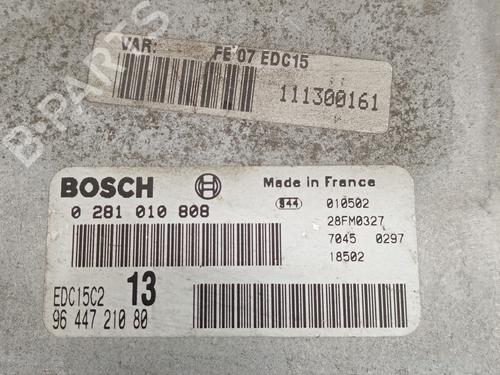 VAR: FE 07 EDC15
111300161
BOSCH
Made in France
0 281 010 808
S44 010502
28FM0327
7045 0297
18502
EDC15C2 13
96 447 210 80
B-PARTS